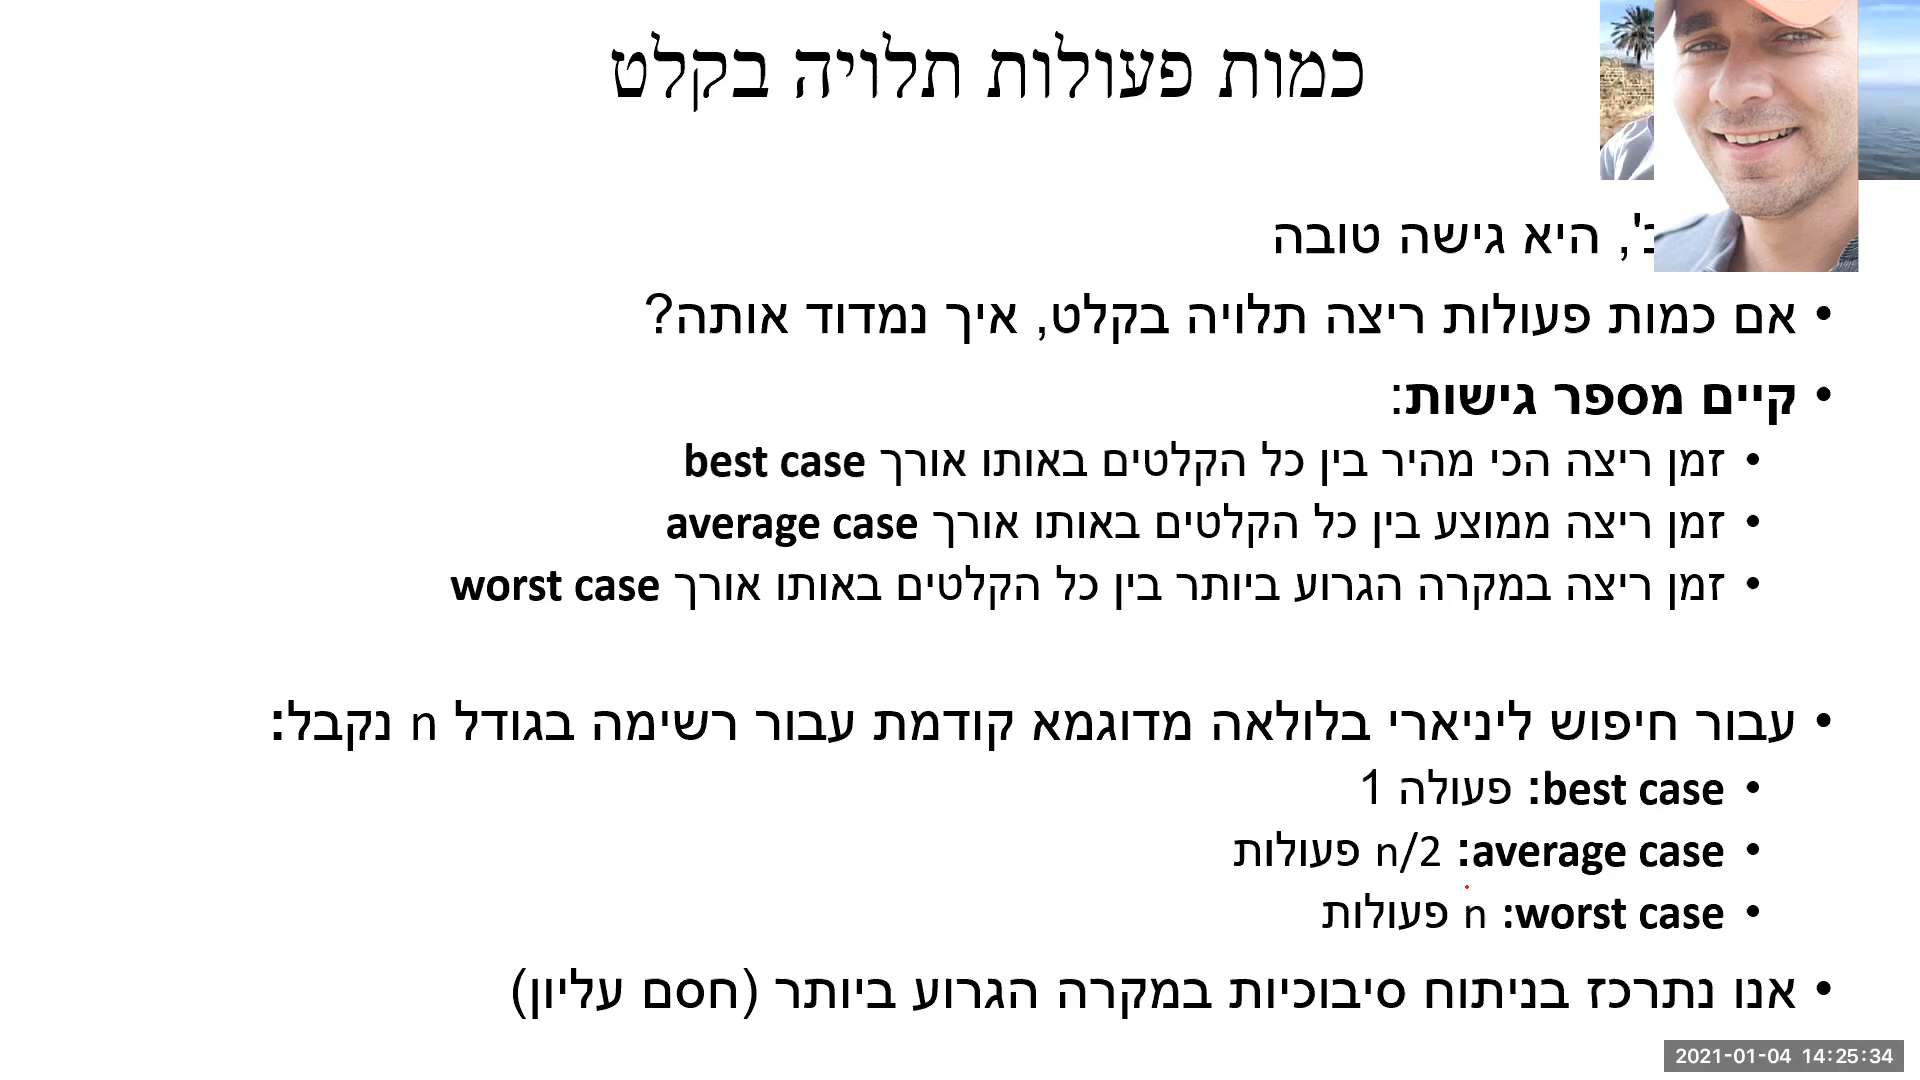 כמות פעולות תלויה בקלט
היא גישה טובה
• אם כמות פעולות ריצה תלויה בקלט, איך נמדוד אותה?
• קיים מספר גישות:
• זמן ריצה הכי מהיר בין כל הקלטים באותו אורך best case
• זמן ריצה ממוצע בין כל הקלטים באותו אורך average case
• זמן ריצה במקרה הגרוע ביותר בין כל הקלטים באותו אורך worst case
• עבור חיפוש ליניארי בלולאה מדוגמא קודמת עבור רשימה בגודל n נקבל:
• best case: פעולה 1
• average case: n/2 פעולות
• worst case: n פעולות
• אנו נתרכז בניתוח סיבוכיות במקרה הגרוע ביותר (חסם עליון)
2021-01-04 14:25:34